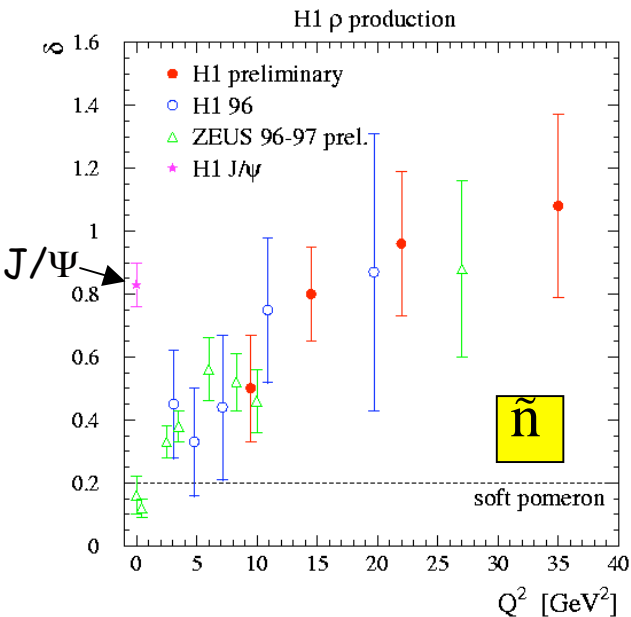 H1 ρ production
δ
1.6
1.4
1.2
1
0.8
0.6
0.4
0.2
0
H1 preliminary
H1 96
ZEUS 96-97 prel.
H1 J/ψ
J/Ψ
ñ
soft pomeron
0 5 10 15 20 25 30 35 40
Q² [GeV²]